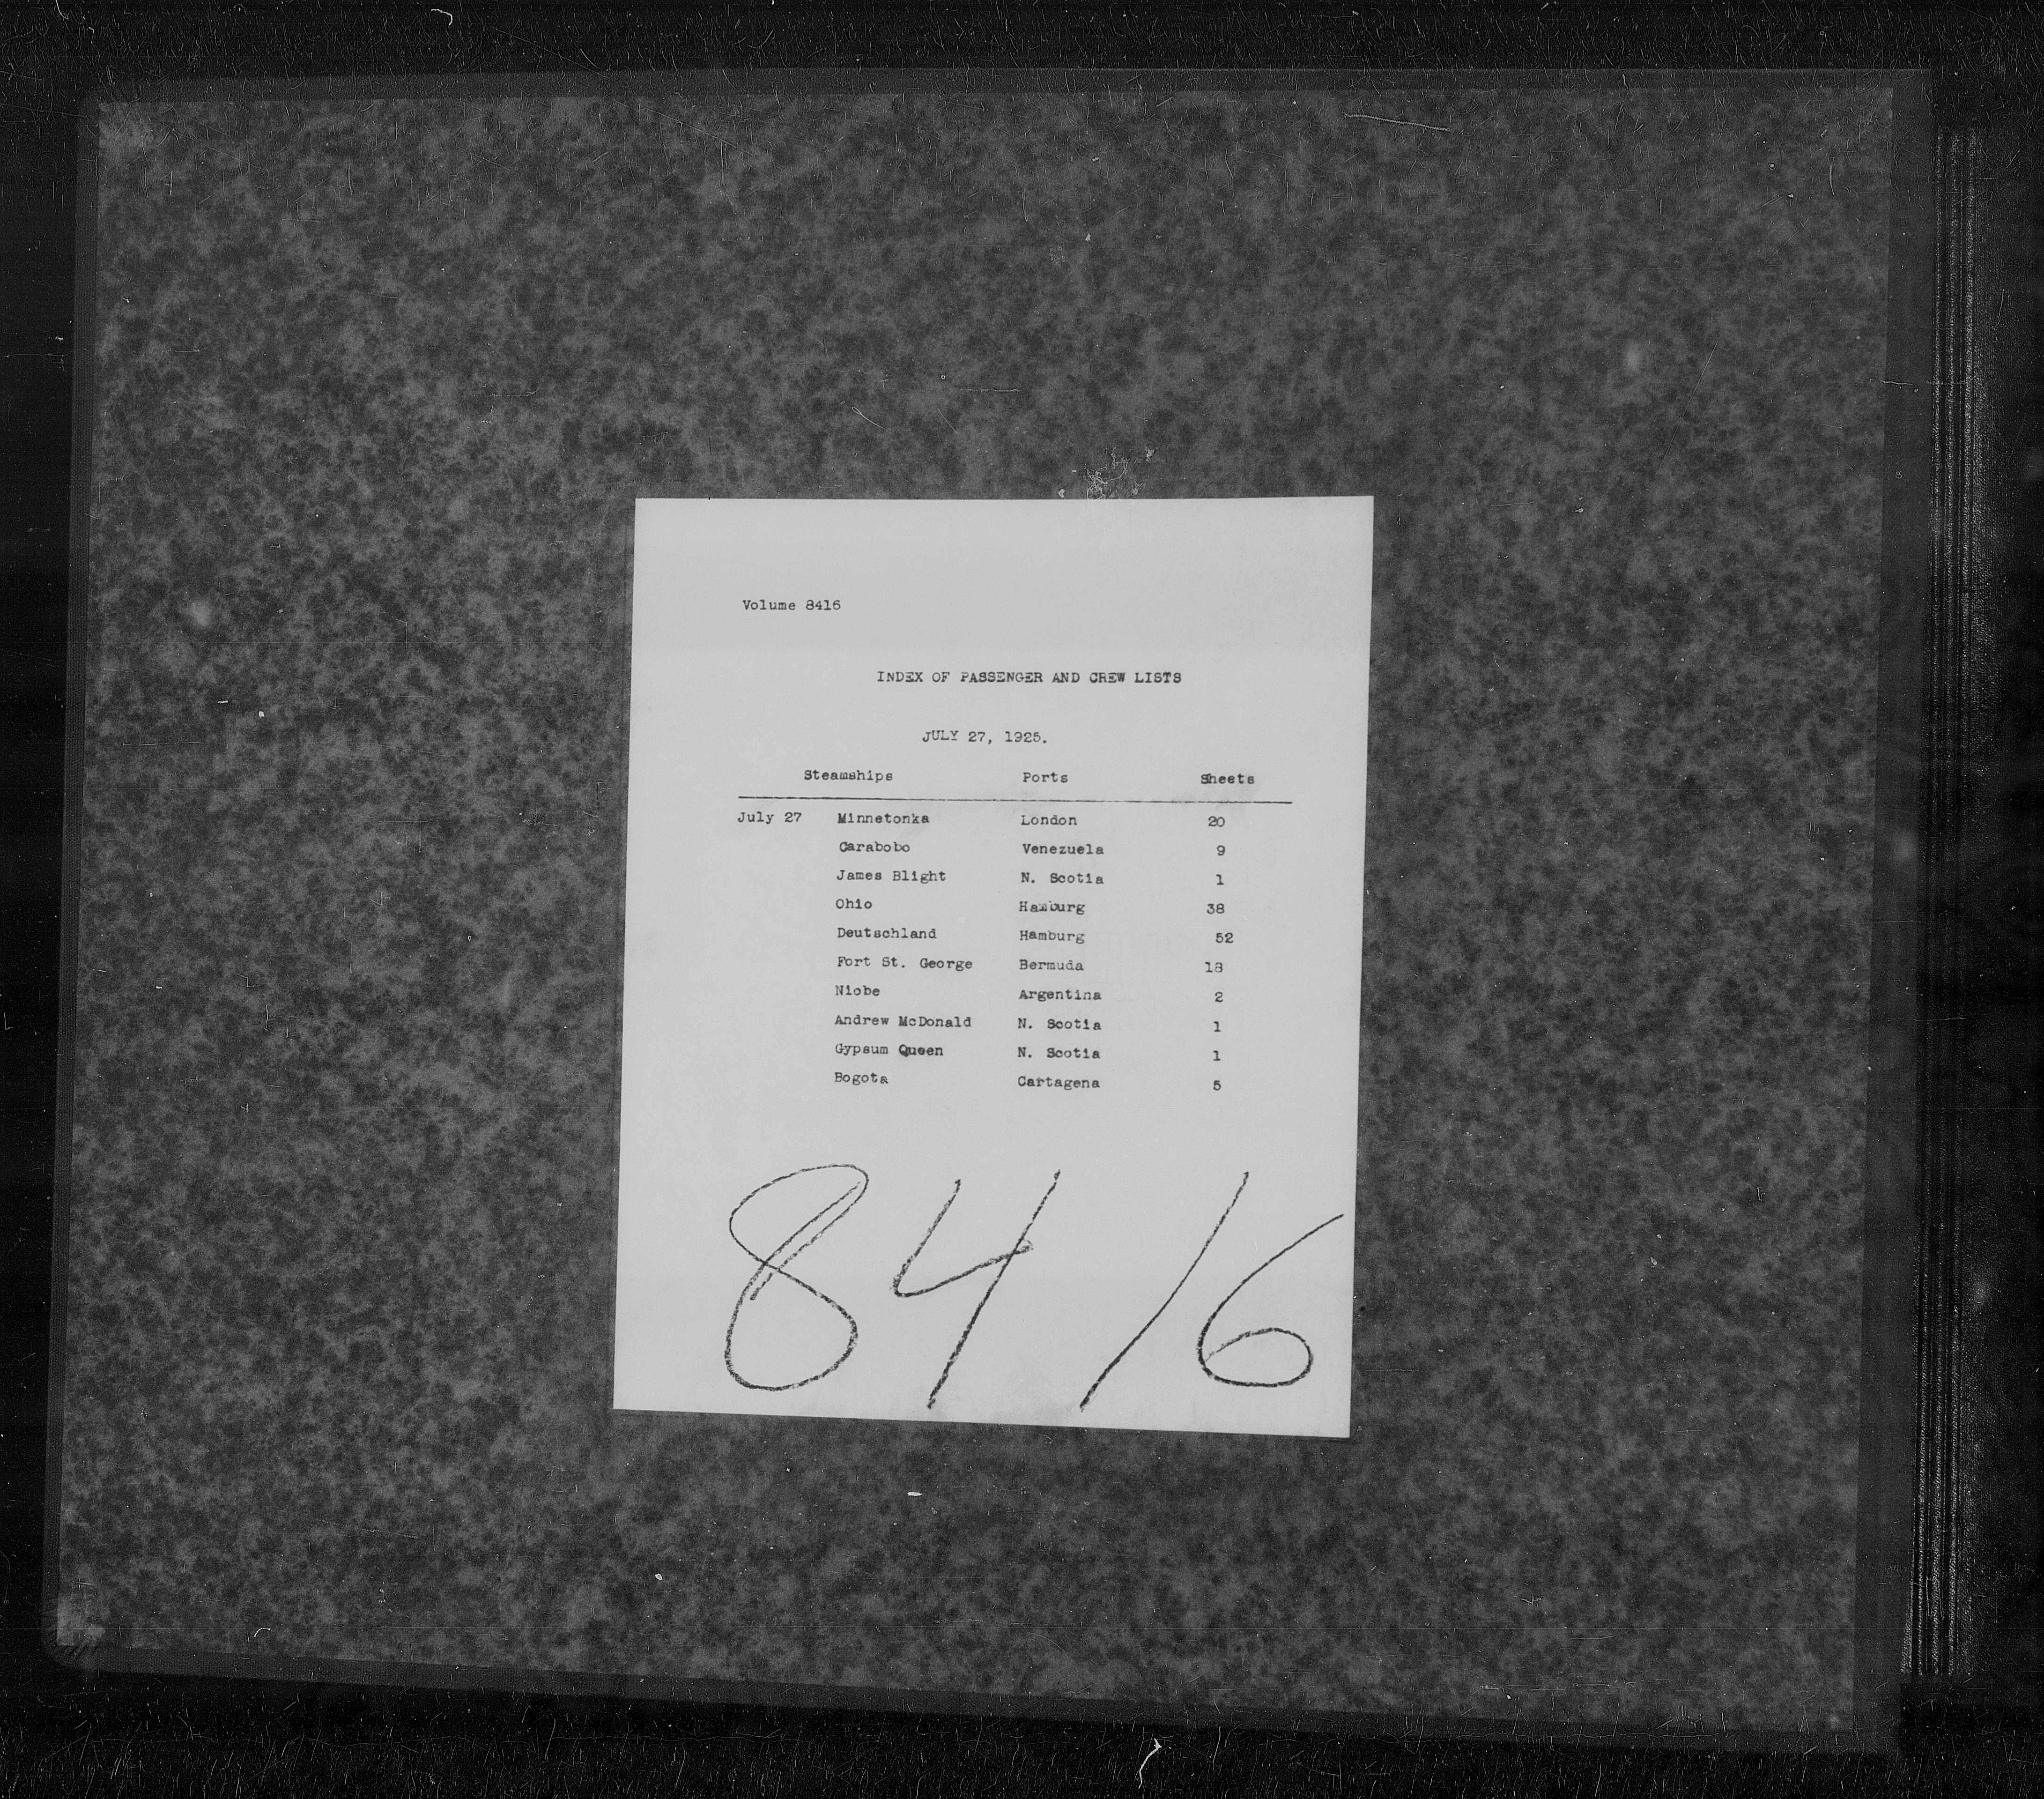 Volume 8416
INDEX OF PASSENGER AND CREW LISTS
JULY 27, 1925.
Steamships Ports Sheets
July 27 Minnetonka London 20
Carabobo Venezuela 9
James Blight N. Scotia 1
Ohio Hamburg 38
Deutschland Hamburg 52
Fort St. George Bermuda 18
Niobe Argentina 2
Andrew McDonald N. Scotia 1
Gypsum Queen N. Scotia 1
Bogota Cartagena 5
8416